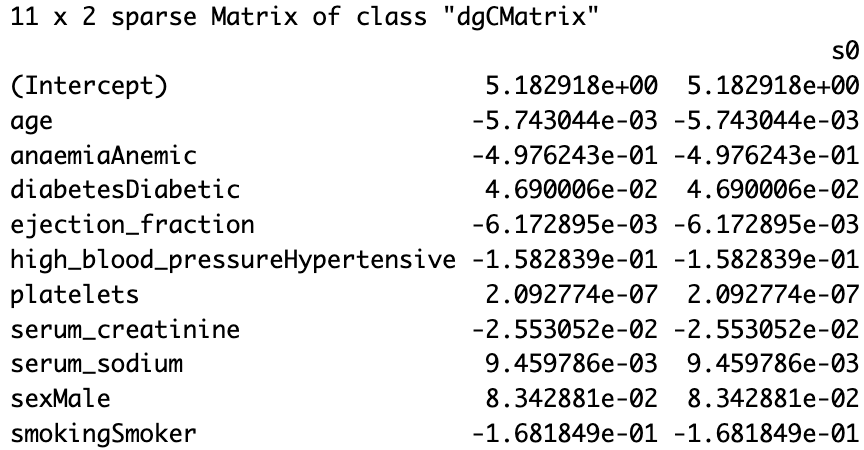 11 x 2 sparse Matrix of class "dgCMatrix"
s0
(Intercept) 5.182918e+00 5.182918e+00
age -5.743044e-03 -5.743044e-03
anaemiaAnemic -4.976243e-01 -4.976243e-01
diabetesDiabetic 4.690006e-02 4.690006e-02
ejection_fraction -6.172895e-03 -6.172895e-03
high_blood_pressureHypertensive -1.582839e-01 -1.582839e-01
platelets 2.092774e-07 2.092774e-07
serum_creatinine -2.553052e-02 -2.553052e-02
serum_sodium 9.459786e-03 9.459786e-03
sexMale 8.342881e-02 8.342881e-02
smokingSmoker -1.681849e-01 -1.681849e-01